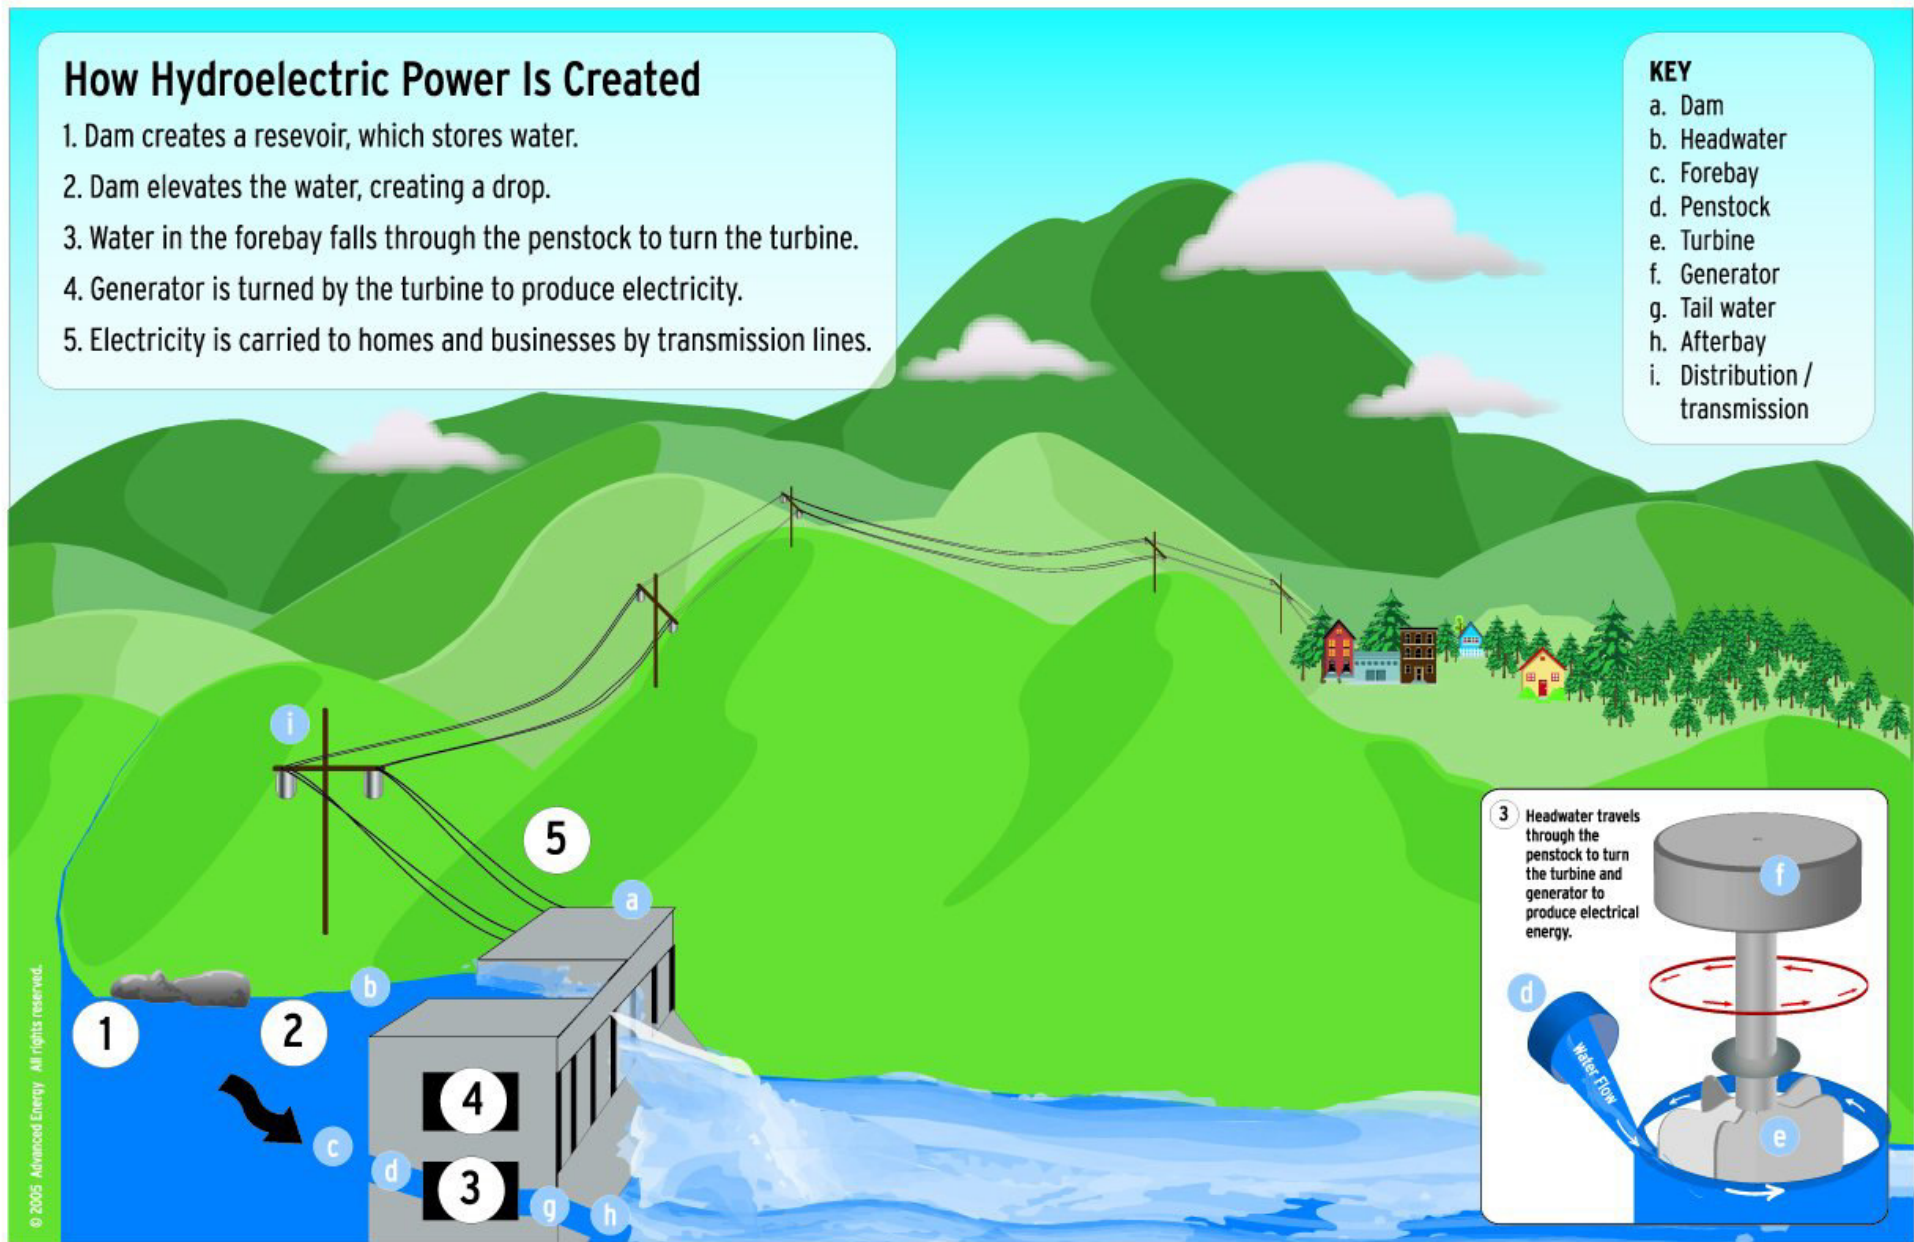 How Hydroelectric Power Is Created
1. Dam creates a resevoir, which stores water.
2. Dam elevates the water, creating a drop.
3. Water in the forebay falls through the penstock to turn the turbine.
4. Generator is turned by the turbine to produce electricity.
5. Electricity is carried to homes and businesses by transmission lines.
KEY
a. Dam
b. Headwater
c. Forebay
d. Penstock
e. Turbine
f. Generator
g. Tail water
h. Afterbay
i. Distribution /
transmission
i
5
a
b
1
2
4
c
d
3
g
h
3 Headwater travels
through the
penstock to turn
the turbine and
generator to
produce electrical
energy.
f
d
Water Flow
e
© 2005 Advanced Energy All rights reserved.